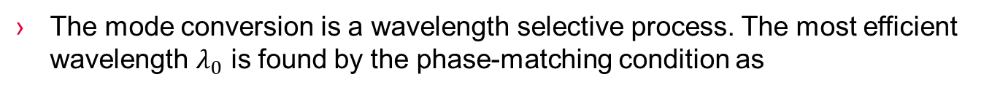 › The mode conversion is a wavelength selective process. The most efficient
wavelength 𝜆₀ is found by the phase-matching condition as